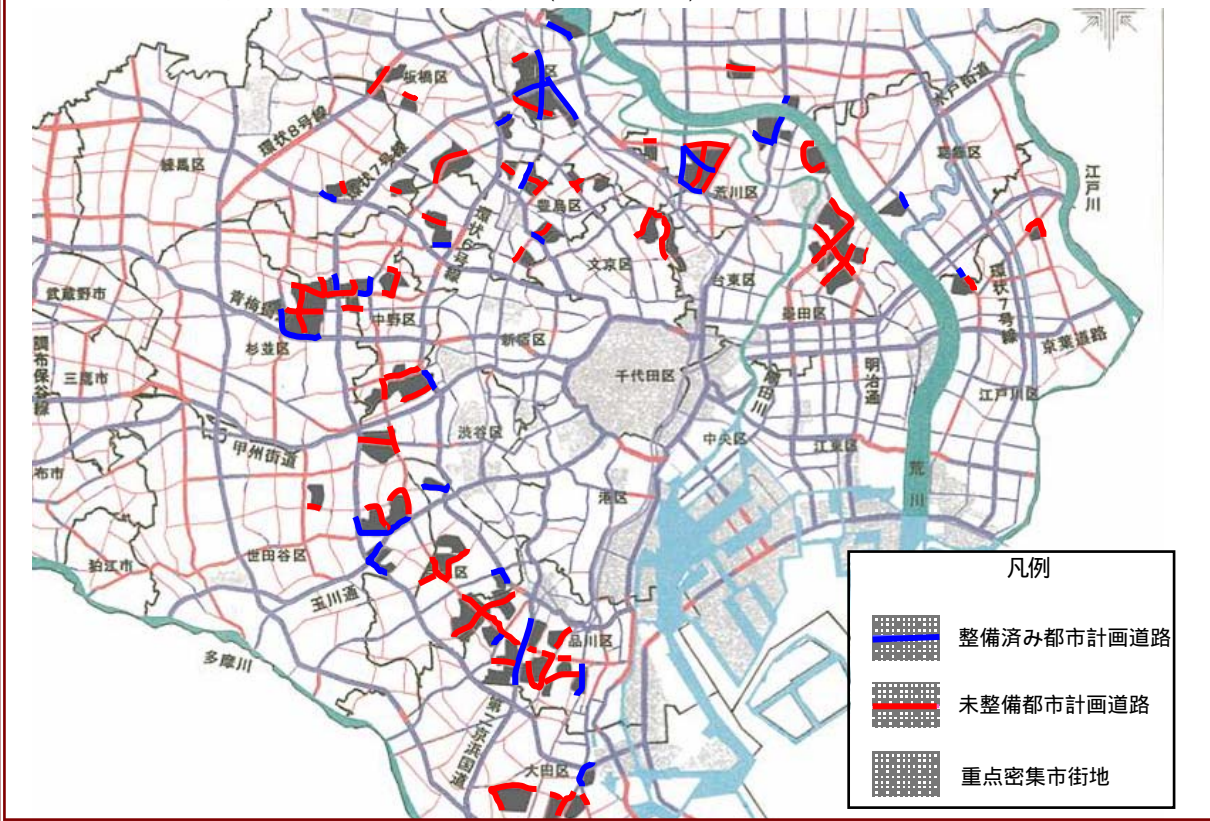 板橋区
区
環状8号線
練馬区
環状7号線
水戸街道
葛飾区
江戸川
荒川区
豊島区
環状6号線
文京区
台東区
武蔵野市
青梅
中野区
杉並区
新宿区
墨田区
環状7号線
京葉道路
調布保谷線
三鷹市
千代田区
隅田川
明治通
江戸川区
甲州街道
渋谷区
中央区
江東区
布市
港区
荒川
世田谷区
狛江市
区
玉川通
品川区
多摩川
第二京浜国道
大田区
凡例
整備済み都市計画道路
未整備都市計画道路
重点密集市街地